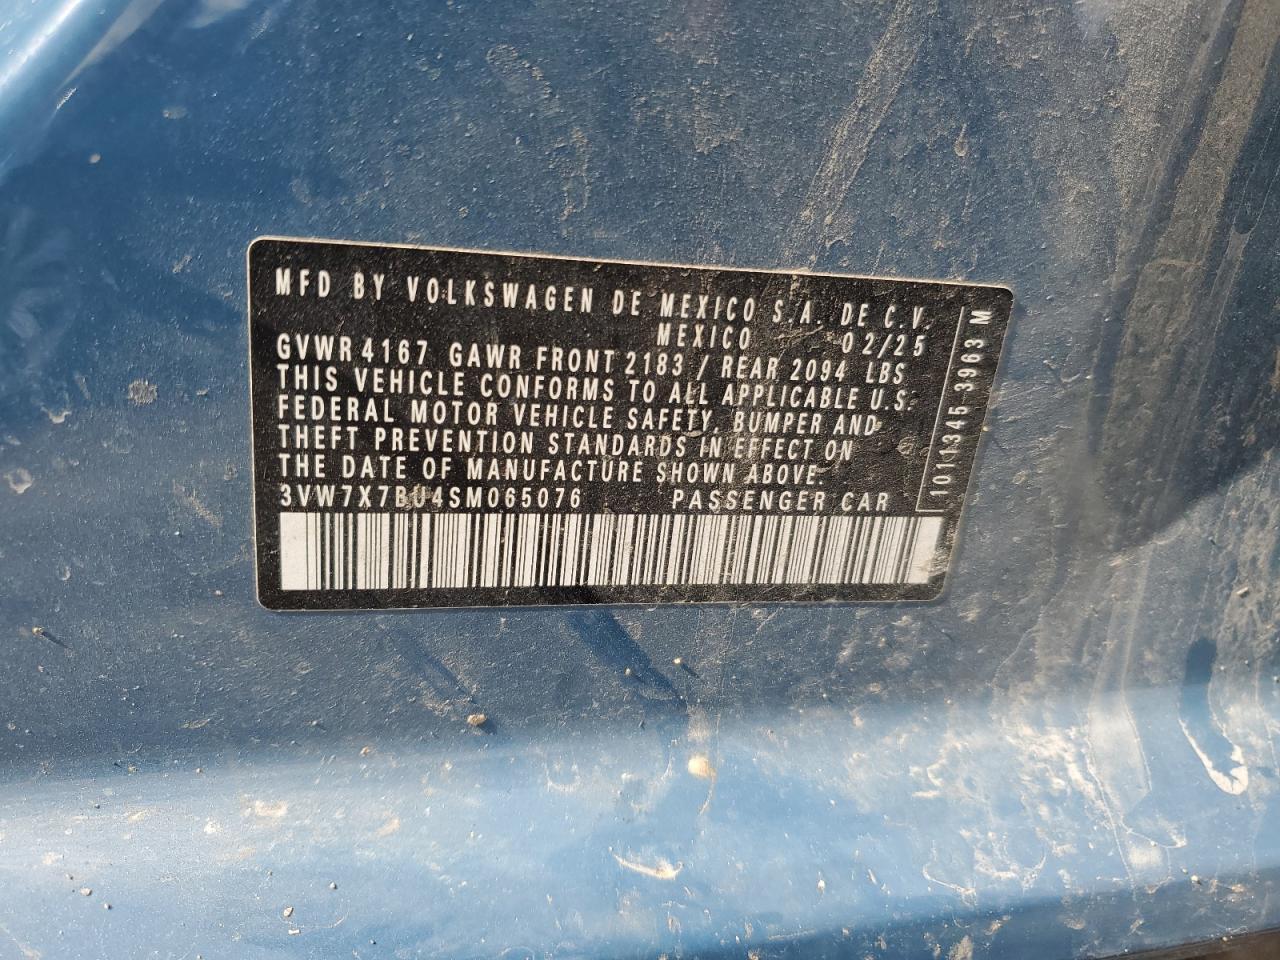 MFD BY VOLKSWAGEN DE MEXICO S.A. DE C.V.
MEXICO 02/25
GVWR 4167 GAWR FRONT 2183 / REAR 2094 LBS
THIS VEHICLE CONFORMS TO ALL APPLICABLE U.S.
FEDERAL MOTOR VEHICLE SAFETY, BUMPER AND
THEFT PREVENTION STANDARDS IN EFFECT ON
THE DATE OF MANUFACTURE SHOWN ABOVE.
3VW7X7BU4SM065076 PASSENGER CAR
1011345 3963 M